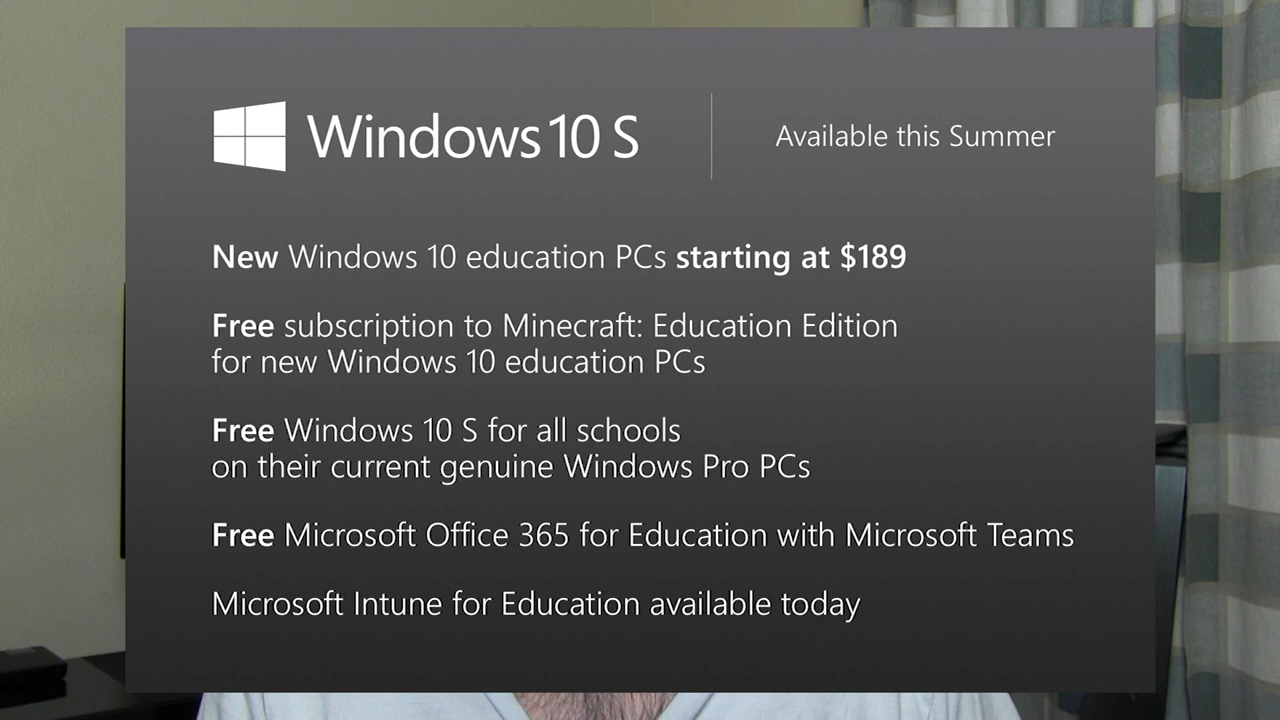 Windows 10 S
Available this Summer
New Windows 10 education PCs starting at $189
Free subscription to Minecraft: Education Edition
for new Windows 10 education PCs
Free Windows 10 S for all schools
on their current genuine Windows Pro PCs
Free Microsoft Office 365 for Education with Microsoft Teams
Microsoft Intune for Education available today